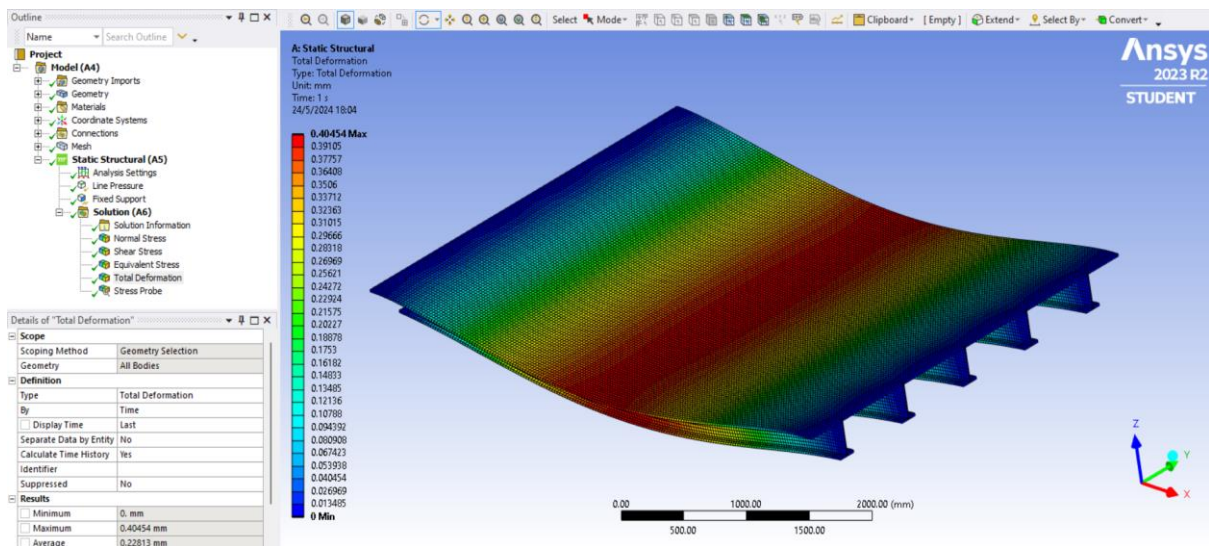 Outline
Name Search Outline
Project
Model (A4)
Geometry Imports
Geometry
Materials
Coordinate Systems
Connections
Mesh
Static Structural (A5)
Analysis Settings
Line Pressure
Fixed Support
Solution (A6)
Solution Information
Normal Stress
Shear Stress
Equivalent Stress
Total Deformation
Stress Probe
Details of "Total Deformation"
Scope
Scoping Method Geometry Selection
Geometry All Bodies
Definition
Type Total Deformation
By Time
Display Time Last
Separate Data by Entity No
Calculate Time History Yes
Identifier
Suppressed No
Results
Minimum 0. mm
Maximum 0.40454 mm
Average 0.22813 mm
Select Mode Clipboard [Empty] Extend Select By Convert
A: Static Structural
Total Deformation
Type: Total Deformation
Unit: mm
Time: 1 s
24/5/2024 18:04
0.40454 Max
0.39105
0.37757
0.36408
0.3506
0.33712
0.32363
0.31015
0.29666
0.28318
0.26969
0.25621
0.24272
0.22924
0.21575
0.20227
0.18878
0.1753
0.16182
0.14833
0.13485
0.12136
0.10788
0.094392
0.080908
0.067423
0.053938
0.040454
0.026969
0.013485
0 Min
Ansys
2023 R2
STUDENT
0.00 1000.00 2000.00 (mm)
500.00 1500.00
Z
Y
X